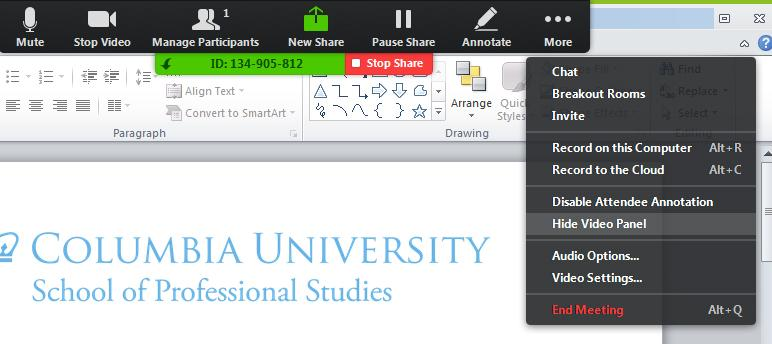 1
Mute Stop Video Manage Participants New Share Pause Share Annotate More
ID: 134-905-812 Stop Share
Chat
Breakout Rooms
Invite
Record on this Computer Alt+R
Record to the Cloud Alt+C
Disable Attendee Annotation
Hide Video Panel
Audio Options...
Video Settings...
End Meeting Alt+Q
Align Text
Convert to SmartArt
Paragraph
Arrange
Quick
Styles
Drawing
Find
Replace
Select
Editing
COLUMBIA UNIVERSITY
School of Professional Studies